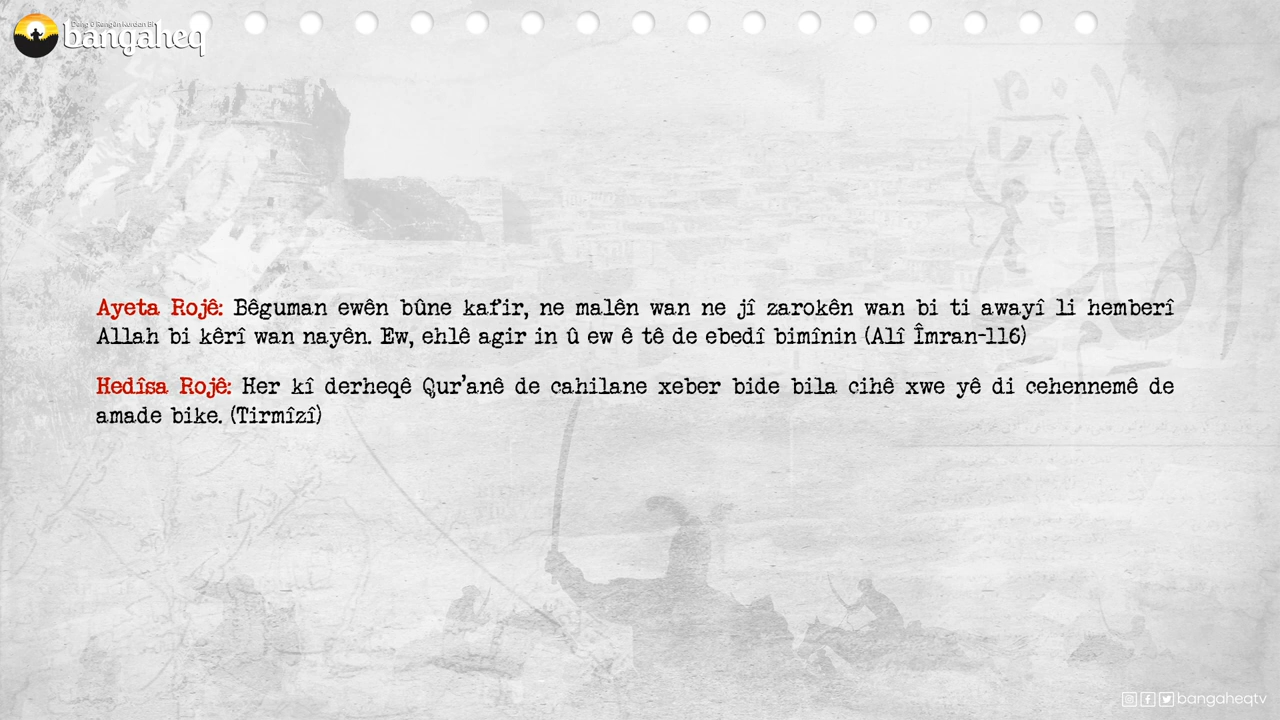 bangaheq
Ayeta Rojê: Bêguman ewên bûne kafir, ne malên wan ne jî zarokên wan bi ti awayî li hemberî
Allah bi kêrî wan nayên. Ew, ehlê agir in û ew ê tê de ebedî bimînin (Alî Îmran-116)
Hedîsa Rojê: Her kî derheqê Qur'anê de cahilane xeber bide bila cihê xwe yê di cehennemê de
amade bike. (Tirmîzî)
bangaheqtv